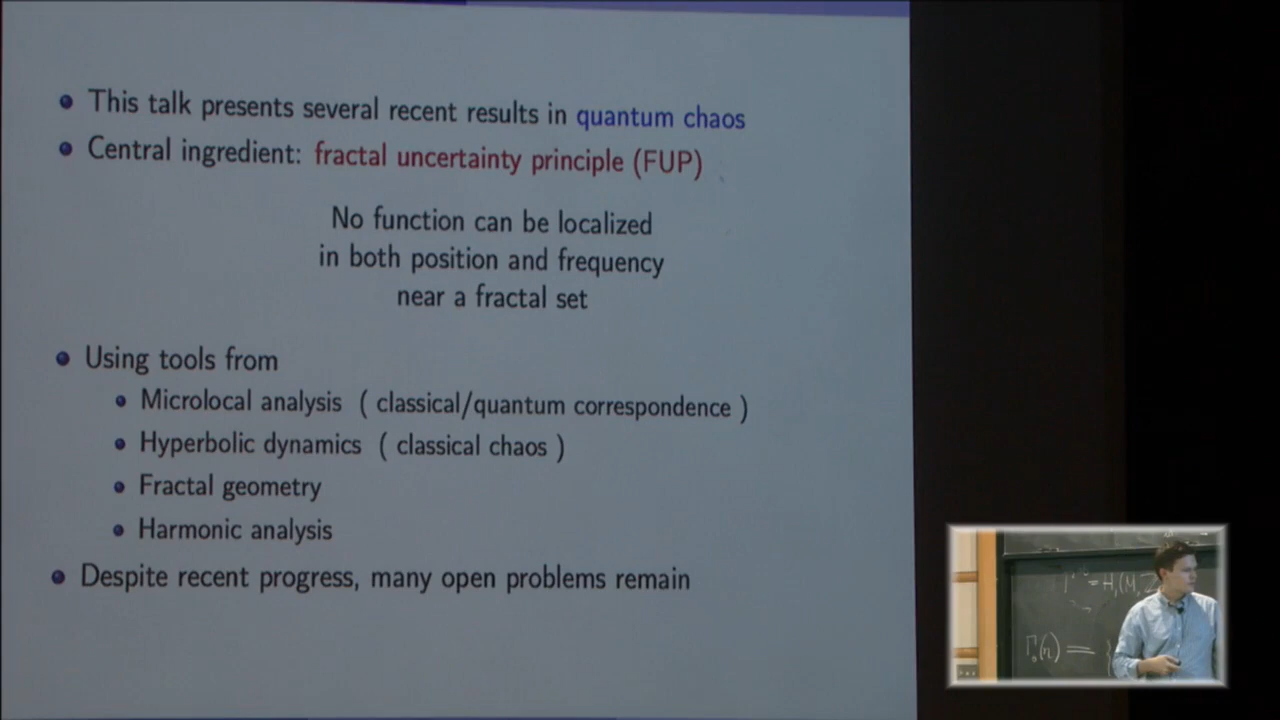 This talk presents several recent results in quantum chaos
Central ingredient: fractal uncertainty principle (FUP)
No function can be localized
in both position and frequency
near a fractal set
Using tools from
Microlocal analysis ( classical/quantum correspondence )
Hyperbolic dynamics ( classical chaos )
Fractal geometry
Harmonic analysis
Despite recent progress, many open problems remain